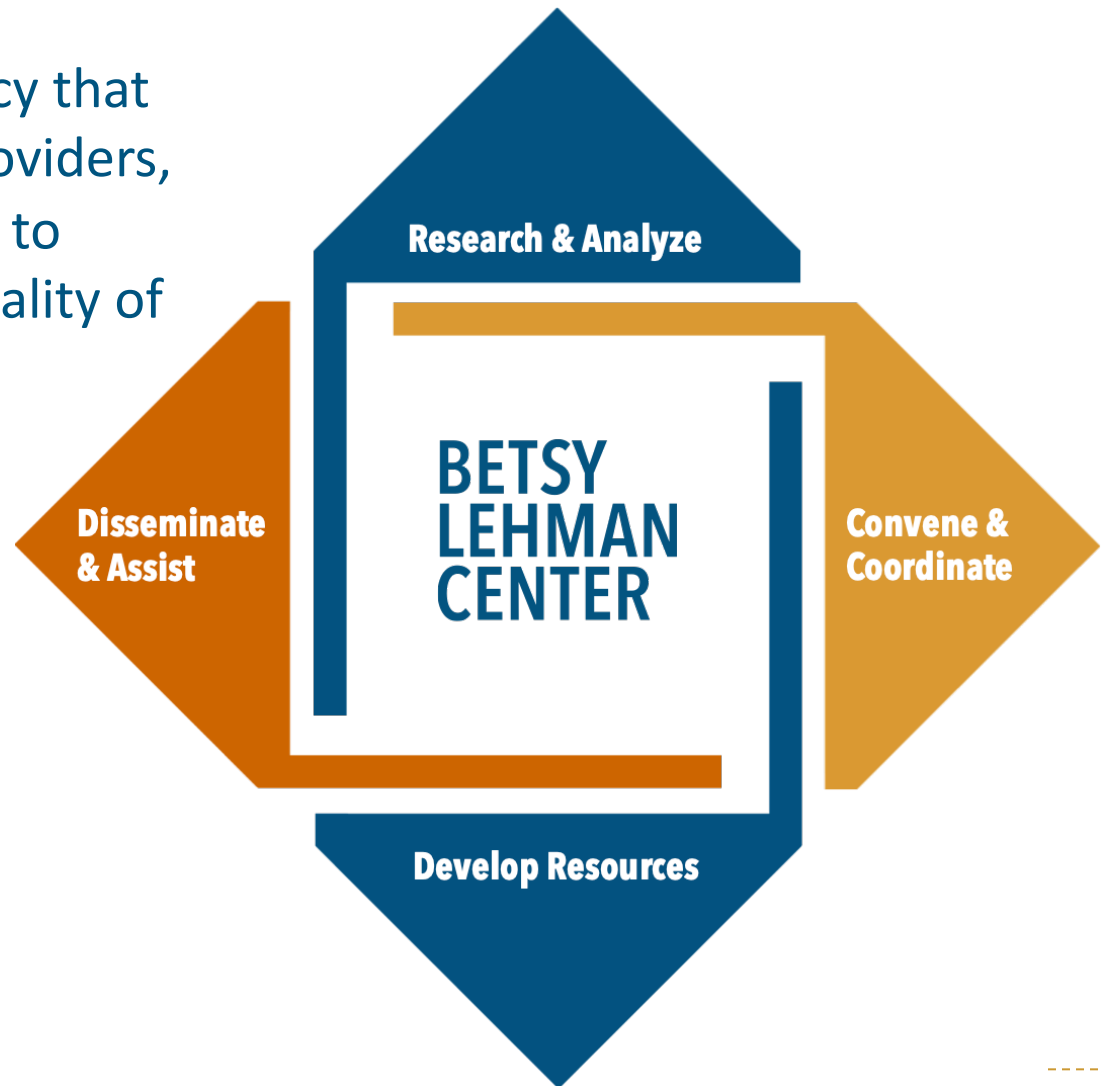 cy that
oviders,
to
ality of
Research & Analyze
Disseminate
& Assist
BETSY
LEHMAN
CENTER
Convene &
Coordinate
Develop Resources